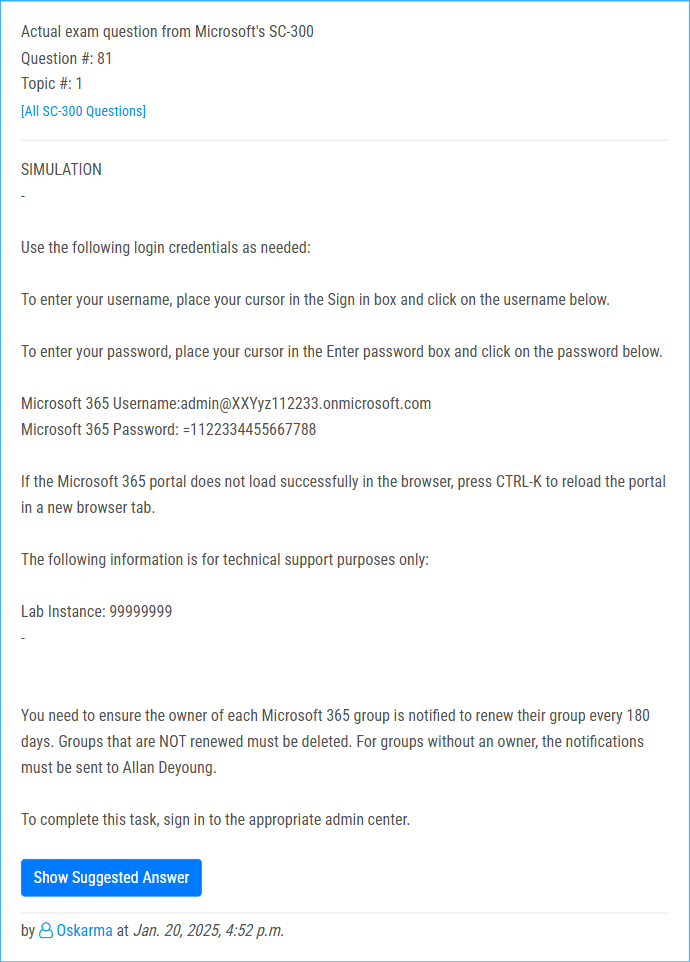 Actual exam question from Microsoft's SC-300
Question #: 81
Topic #: 1
[All SC-300 Questions]
SIMULATION
-
Use the following login credentials as needed:
To enter your username, place your cursor in the Sign in box and click on the username below.
To enter your password, place your cursor in the Enter password box and click on the password below.
Microsoft 365 Username:admin@XXYyz112233.onmicrosoft.com
Microsoft 365 Password: =1122334455667788
If the Microsoft 365 portal does not load successfully in the browser, press CTRL-K to reload the portal
in a new browser tab.
The following information is for technical support purposes only:
Lab Instance: 99999999
-
You need to ensure the owner of each Microsoft 365 group is notified to renew their group every 180
days. Groups that are NOT renewed must be deleted. For groups without an owner, the notifications
must be sent to Allan Deyoung.
To complete this task, sign in to the appropriate admin center.
Show Suggested Answer
by Oskarma at Jan. 20, 2025, 4:52 p.m.